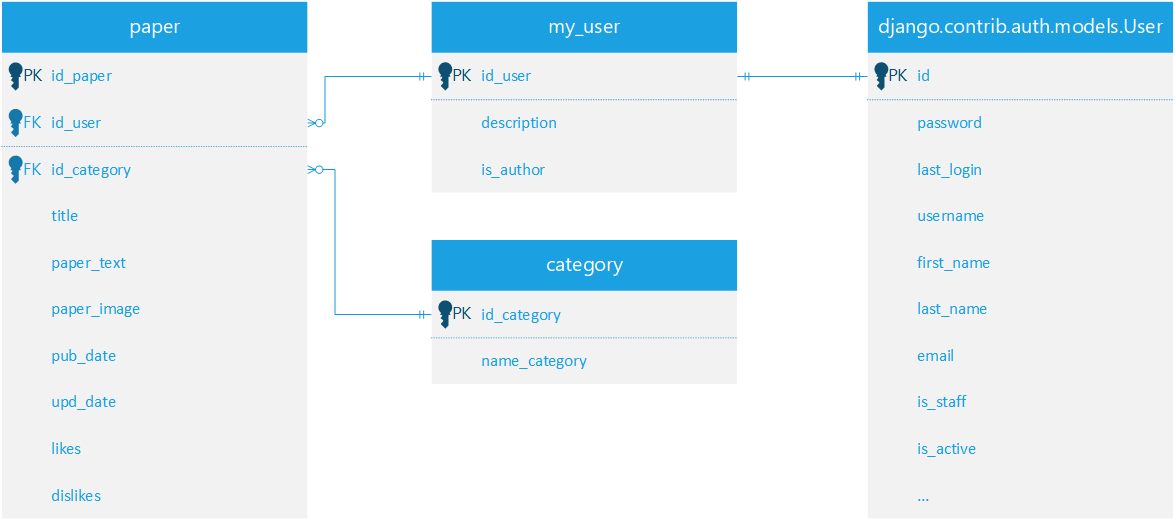 paper
PK id_paper
FK id_user
FK id_category
title
paper_text
paper_image
pub_date
upd_date
likes
dislikes
my_user
PK id_user
description
is_author
category
PK id_category
name_category
django.contrib.auth.models.User
PK id
password
last_login
username
first_name
last_name
email
is_staff
is_active
...